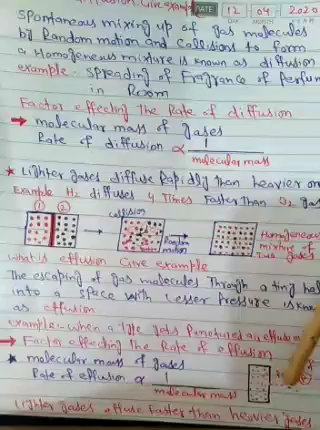 effusion. Give example DATE 12 04 2020
Spontaneous mixing up of gas molecules
by Random motion and Collisions to form
a Homogeneous mixture is known as diffusion
example. spreading of Fragrance of Perfum
in Room
Factor effecting the Rate of diffusion
→ molecular mass of gases
Rate of diffusion ∝ 1
molecular mass
* Lighter gases diffuse Rapidly than heavier on
Example H2 diffuses 4 Times Faster than O2 gas
① ② collision
Random motion
Homogeneous
mixture of
Two gases
what is effusion Give example
The escaping of gas molecules Through a tiny hol
into a space with Lesser Pressure is know
as effusion
example:- when a tyre gets Punctured air effuse
→ Factor effecting the Rate of effusion
* molecular mass of gases
Rate of effusion ∝
molecular mass
Lighter gases effuse faster than heavier gases